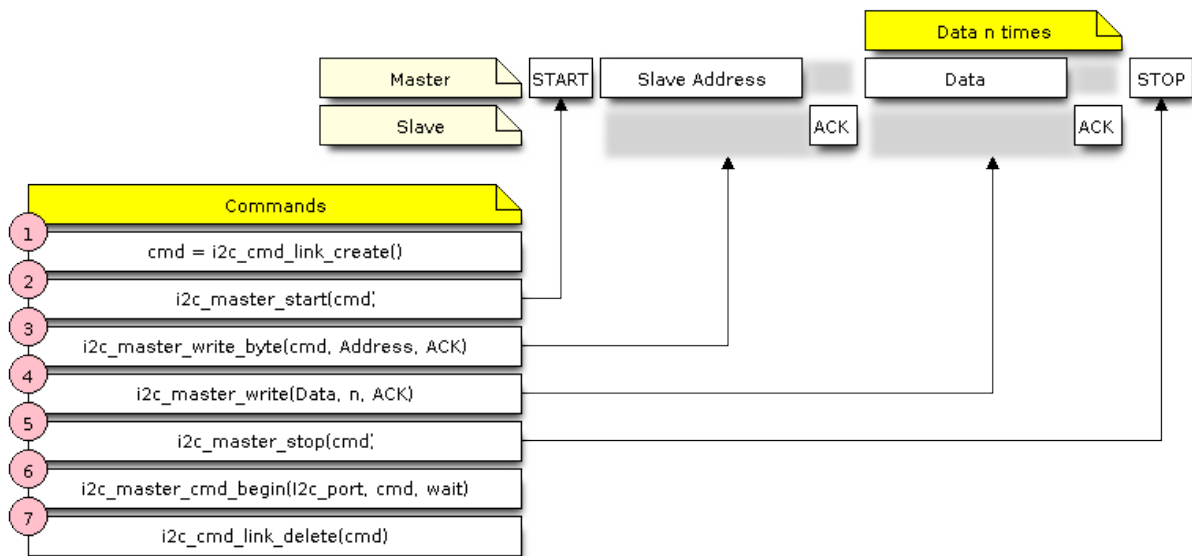 Data n times
Master START Slave Address Data STOP
Slave ACK ACK
Commands
1
cmd = i2c_cmd_link_create()
2
i2c_master_start(cmd)
3
i2c_master_write_byte(cmd, Address, ACK)
4
i2c_master_write(Data, n, ACK)
5
i2c_master_stop(cmd)
6
i2c_master_cmd_begin(I2c_port, cmd, wait)
7
i2c_cmd_link_delete(cmd)